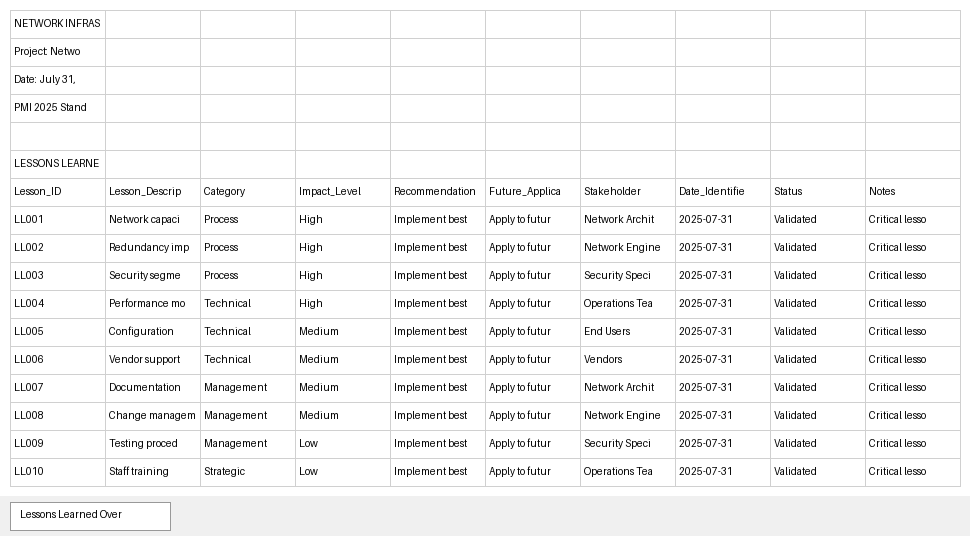 NETWORK INFRAS
Project: Netwo
Date: July 31,
PMI 2025 Stand
LESSONS LEARNE
Lesson_ID Lesson_Descrip Category Impact_Level Recommendation Future_Applica Stakeholder Date_Identifie Status Notes
LL001 Network capaci Process High Implement best Apply to futur Network Archit 2025-07-31 Validated Critical lesso
LL002 Redundancy imp Process High Implement best Apply to futur Network Engine 2025-07-31 Validated Critical lesso
LL003 Security segme Process High Implement best Apply to futur Security Speci 2025-07-31 Validated Critical lesso
LL004 Performance mo Technical High Implement best Apply to futur Operations Tea 2025-07-31 Validated Critical lesso
LL005 Configuration Technical Medium Implement best Apply to futur End Users 2025-07-31 Validated Critical lesso
LL006 Vendor support Technical Medium Implement best Apply to futur Vendors 2025-07-31 Validated Critical lesso
LL007 Documentation Management Medium Implement best Apply to futur Network Archit 2025-07-31 Validated Critical lesso
LL008 Change managem Management Medium Implement best Apply to futur Network Engine 2025-07-31 Validated Critical lesso
LL009 Testing proced Management Low Implement best Apply to futur Security Speci 2025-07-31 Validated Critical lesso
LL010 Staff training Strategic Low Implement best Apply to futur Operations Tea 2025-07-31 Validated Critical lesso
Lessons Learned Over